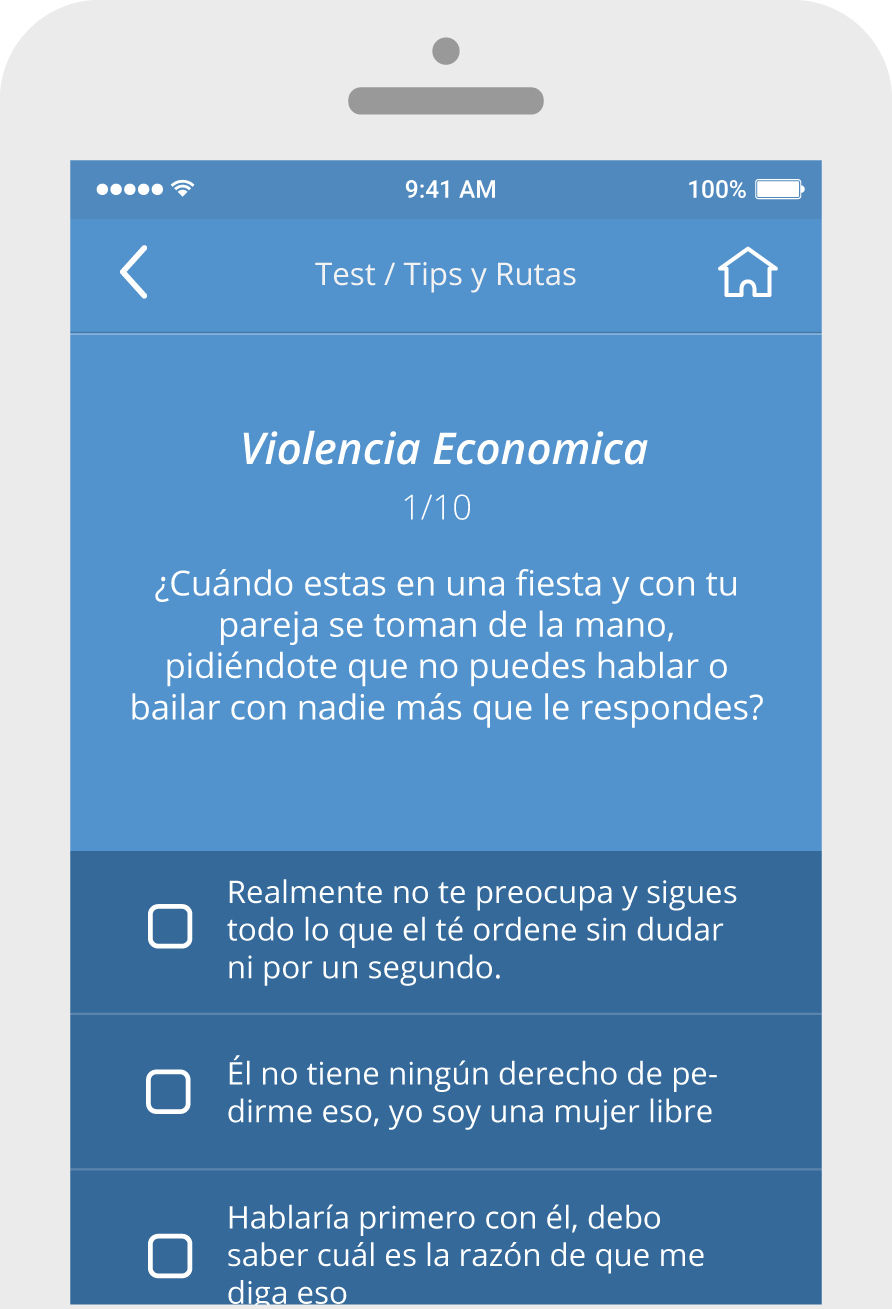 9:41 AM
100%
Test / Tips y Rutas
Violencia Economica
1/10
¿Cuándo estas en una fiesta y con tu
pareja se toman de la mano,
pidiéndote que no puedes hablar o
bailar con nadie más que le respondes?
Realmente no te preocupa y sigues
todo lo que el té ordene sin dudar
ni por un segundo.
Él no tiene ningún derecho de pe-
dirme eso, yo soy una mujer libre
Hablaría primero con él, debo
saber cuál es la razón de que me
diga eso